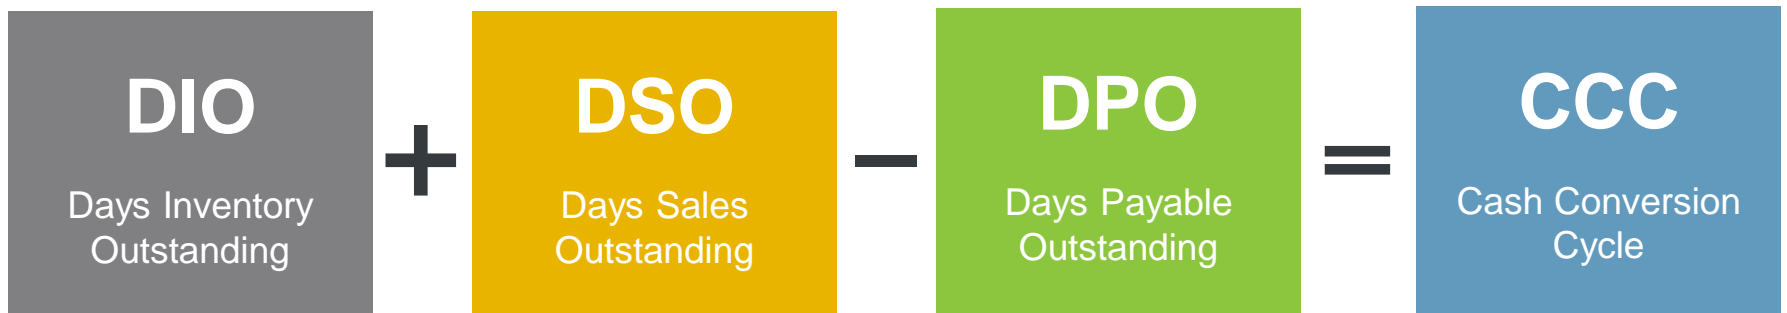 DIO
Days Inventory
Outstanding
+
DSO
Days Sales
Outstanding
−
DPO
Days Payable
Outstanding
=
CCC
Cash Conversion
Cycle